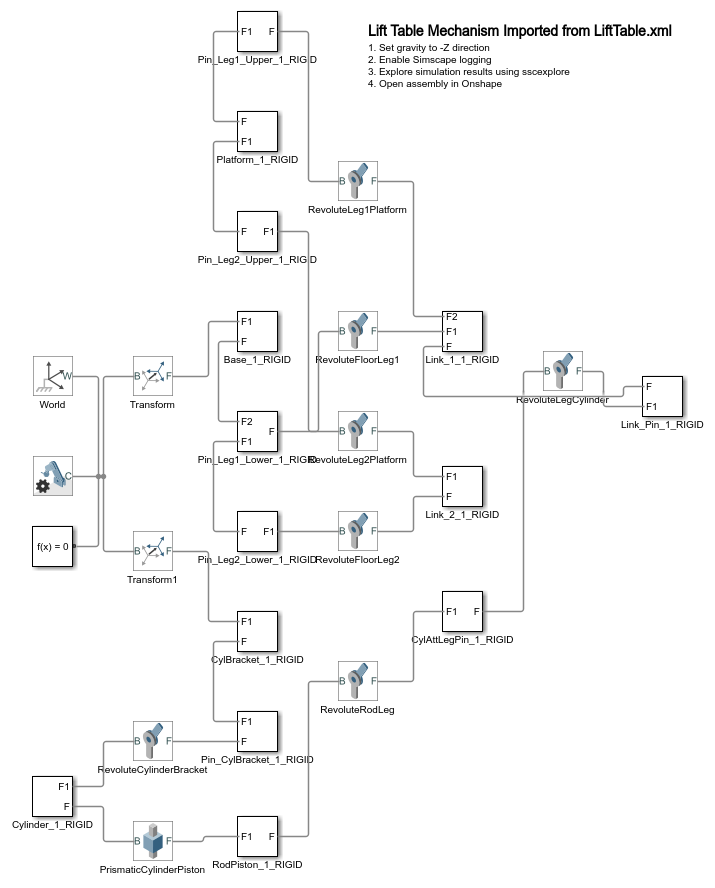 Lift Table Mechanism Imported from LiftTable.xml
1. Set gravity to -Z direction
2. Enable Simscape logging
3. Explore simulation results using sscexplore
4. Open assembly in Onshape
F1 F
Pin_Leg1_Upper_1_RIGID
F
F1
Platform_1_RIGID
B F
RevoluteLeg1Platform
F F1
Pin_Leg2_Upper_1_RIGID
F1
F
Base_1_RIGID
B F
RevoluteFloorLeg1
F2
F1
F
Link_1_1_RIGID
W
World
B F
Transform
B F
RevoluteLegCylinder
F
F1
Link_Pin_1_RIGID
F2
F1
F
Pin_Leg1_Lower_1_RIGID
B F
RevoluteLeg2Platform
C
F1
F
Link_2_1_RIGID
f(x) = 0
B F
Transform1
F F1
Pin_Leg2_Lower_1_RIGID
B F
RevoluteFloorLeg2
F1
F
CylBracket_1_RIGID
F1 F
CylAttLegPin_1_RIGID
B F
RevoluteRodLeg
B F
RevoluteCylinderBracket
F1
F
Pin_CylBracket_1_RIGID
F1
F
Cylinder_1_RIGID
B F
PrismaticCylinderPiston
F1 F
RodPiston_1_RIGID